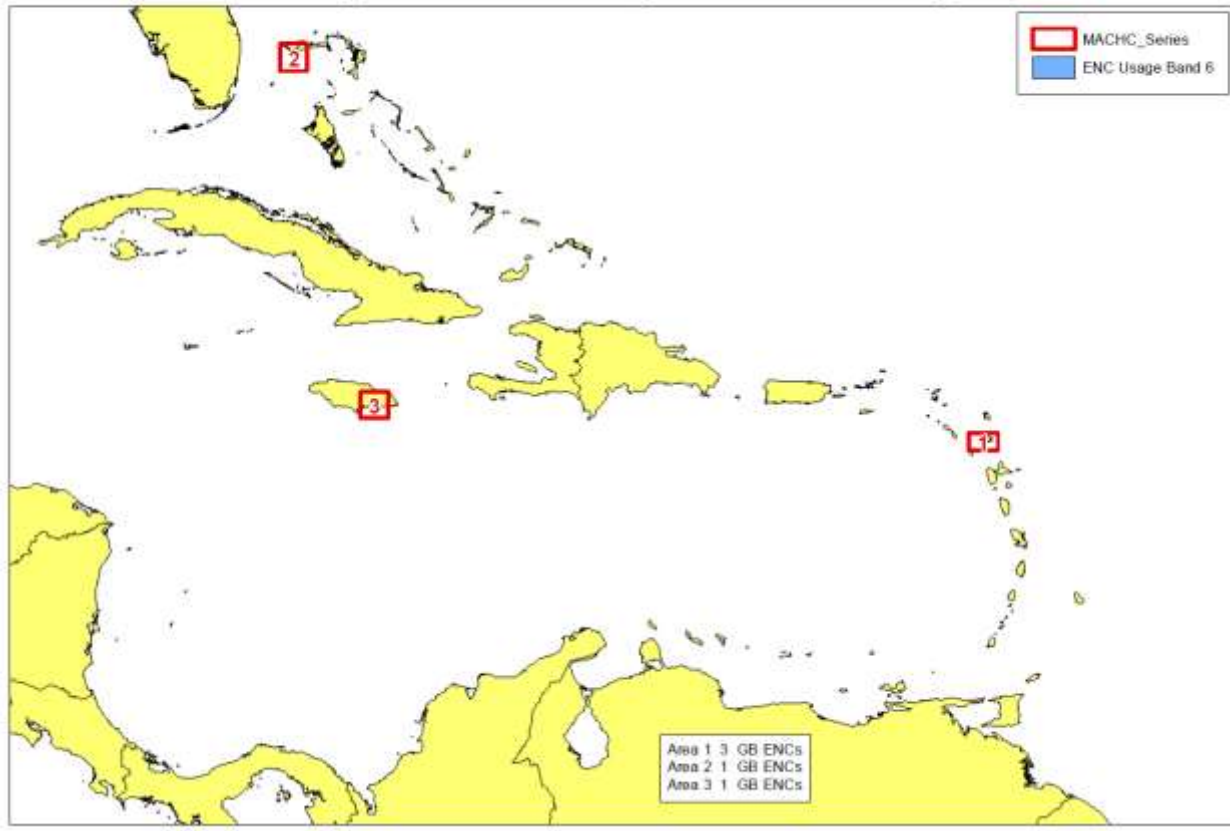 MACHC_Series
ENC Usage Band 6
2
3
1
Area 1 3 GB ENCs
Area 2 1 GB ENCs
Area 3 1 GB ENCs